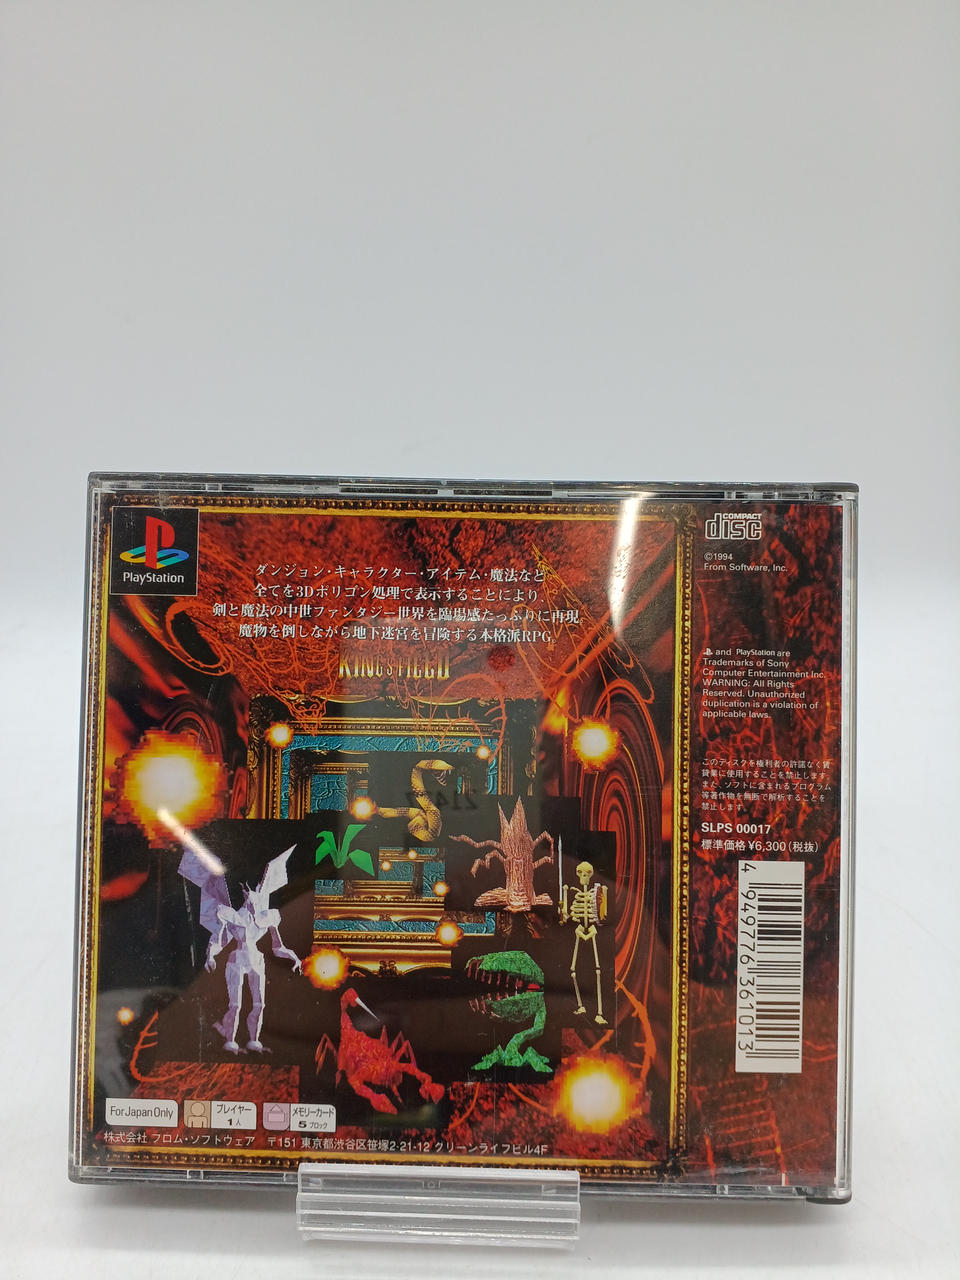 PlayStation
ダンジョン・キャラクター・アイテム・魔法など
全てを3Dポリゴン処理で表示することにより、
剣と魔法の中世ファンタジー世界を臨場感たっぷりに再現。
魔物を倒しながら地下迷宮を冒険する本格派RPG。
KING'S FIELD
COMPACT
disc
©1994
From Software, Inc.
and PlayStation are
Trademarks of Sony
Computer Entertainment Inc.
WARNING: All Rights
Reserved. Unauthorized
duplication is a violation of
applicable laws.
このディスクを権利者の許諾なく賃
貸業に使用することを禁止します。
また、ソフトに含まれるプログラム
等著作物を無断で解析することを
禁止します。
SLPS 00017
標準価格 ¥6,300(税抜)
4 949776 361013
For Japan Only
プレイヤー
1人
メモリーカード
5ブロック
株式会社 フロム・ソフトウェア 〒151 東京都渋谷区笹塚2-21-12 グリーンライフビル4F